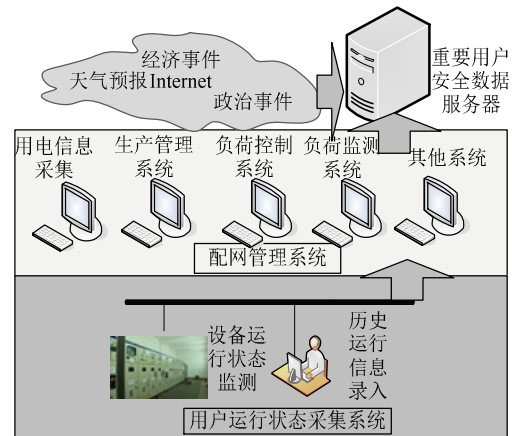 经济事件
天气预报Internet
政治事件
重要用户
安全数据
服务器
用电信息
采集
生产管理
系统
负荷控制
系统
负荷监测
系统
其他系统
配网管理系统
设备运
行状态
监测
历史
运行
信息
录入
用户运行状态采集系统